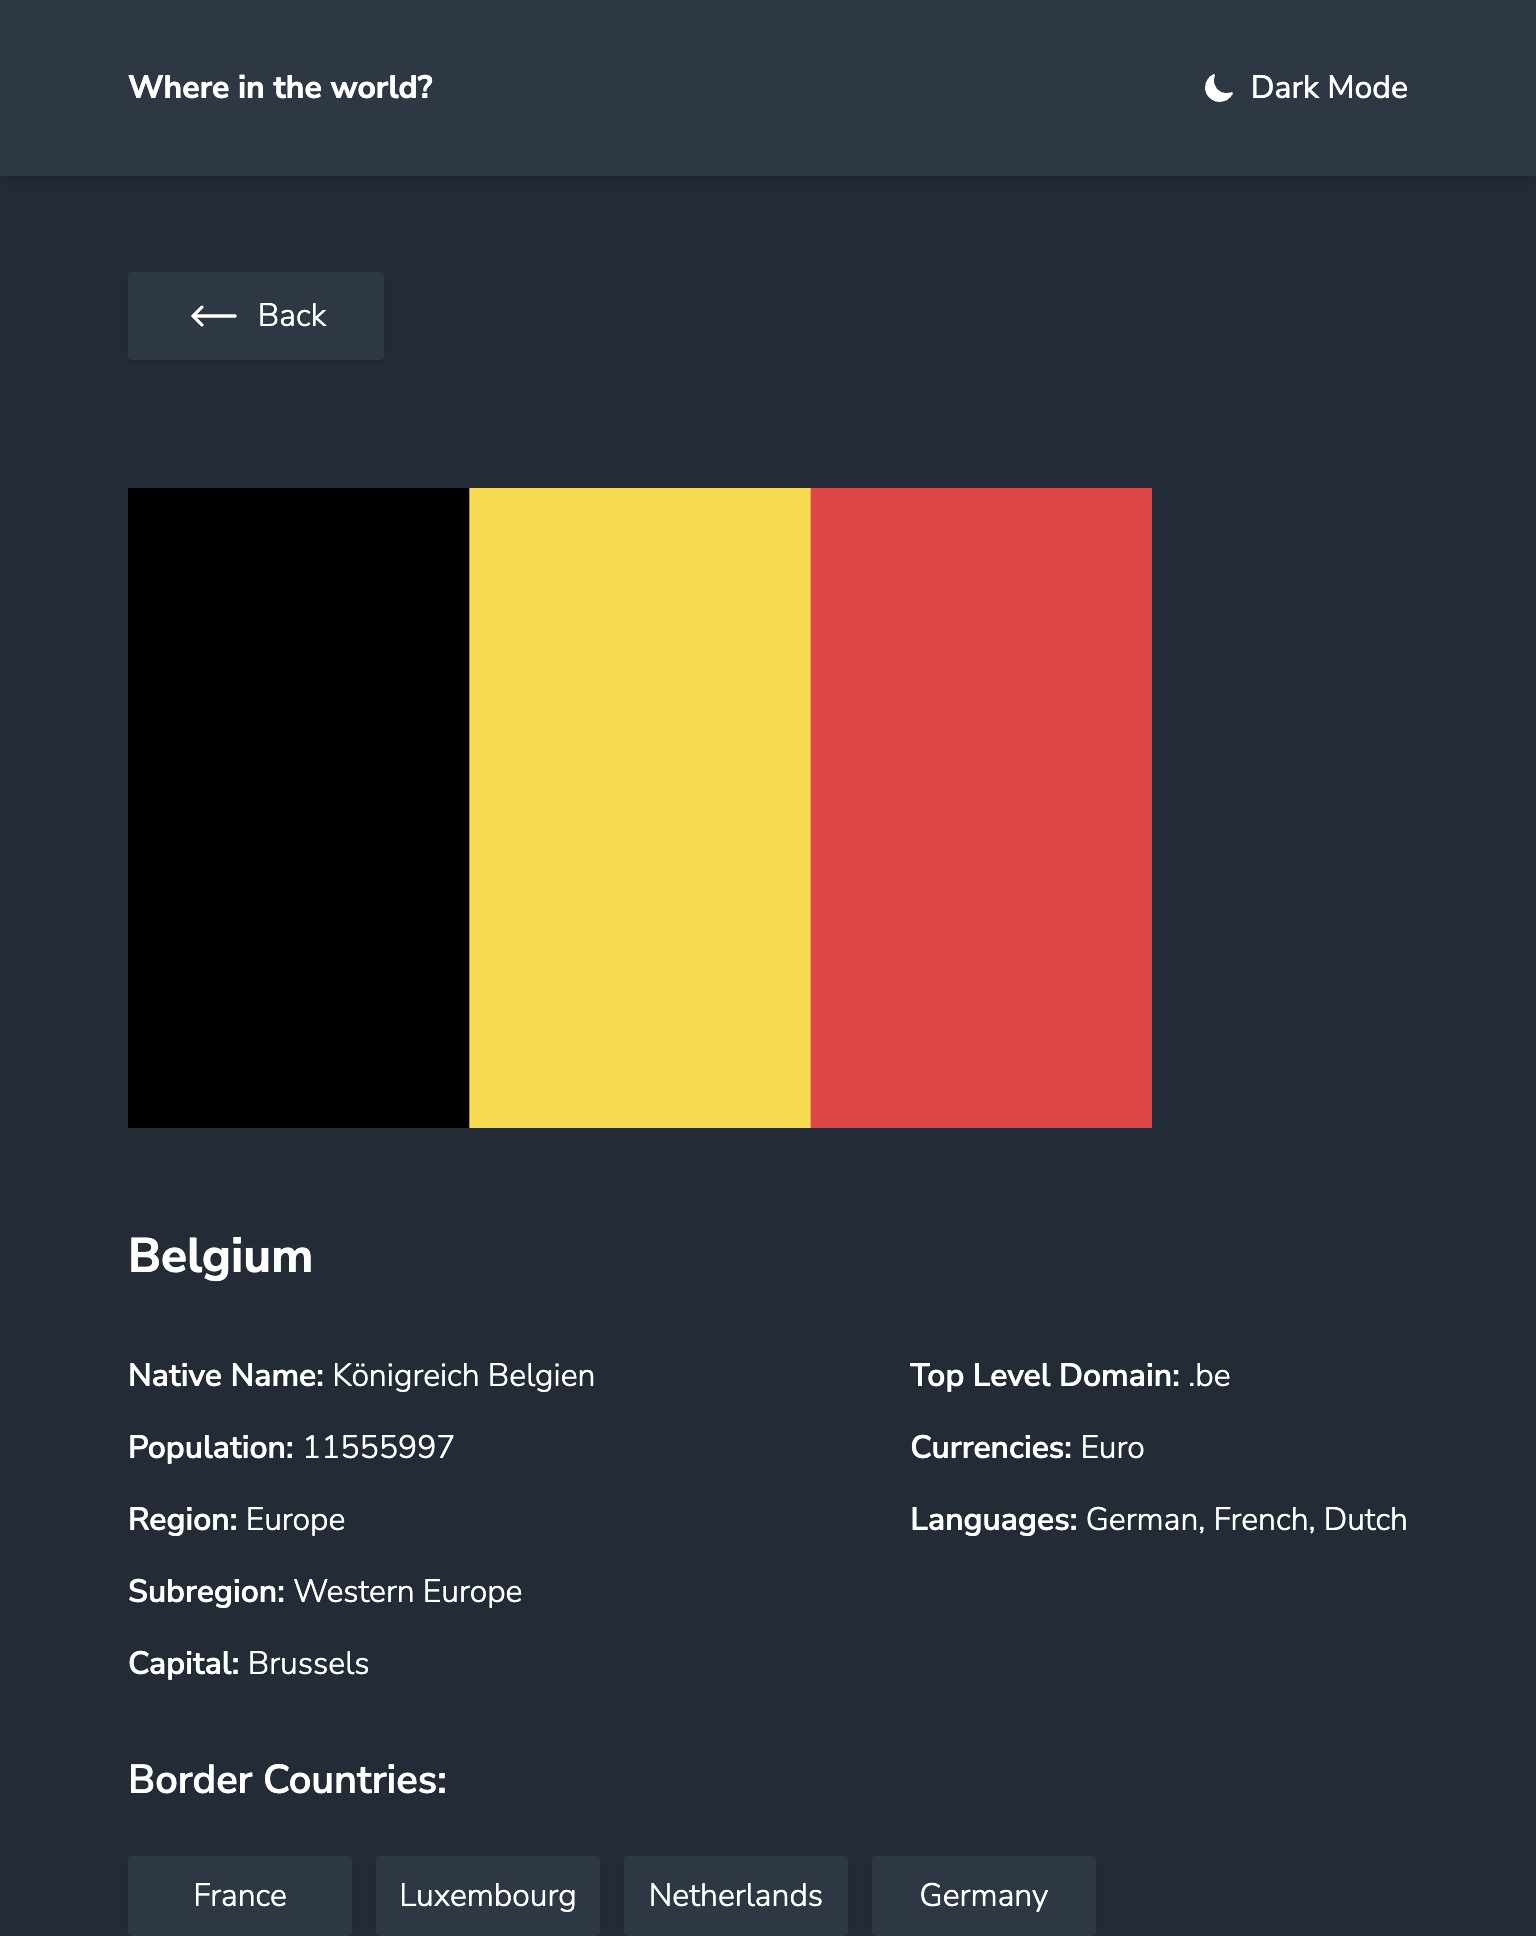 Where in the world?
Dark Mode
Back
Belgium
Native Name: Königreich Belgien
Population: 11555997
Region: Europe
Subregion: Western Europe
Capital: Brussels
Top Level Domain: .be
Currencies: Euro
Languages: German, French, Dutch
Border Countries:
France
Luxembourg
Netherlands
Germany